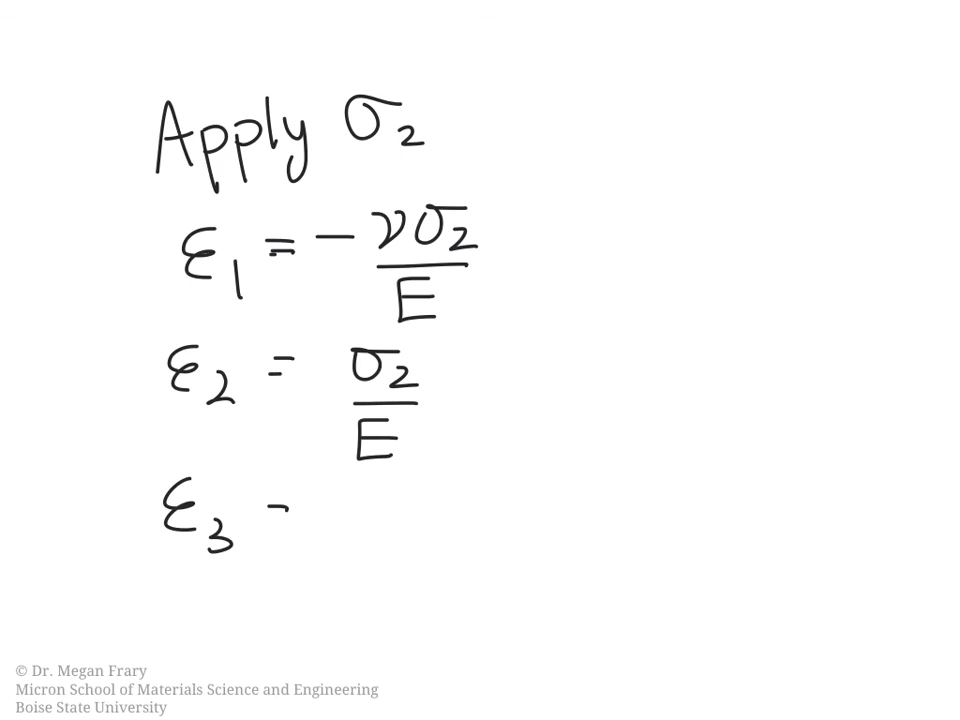 Apply σ₂
ε₁ = - νσ₂/E
ε₂ = σ₂/E
ε₃ -
© Dr. Megan Frary
Micron School of Materials Science and Engineering
Boise State University